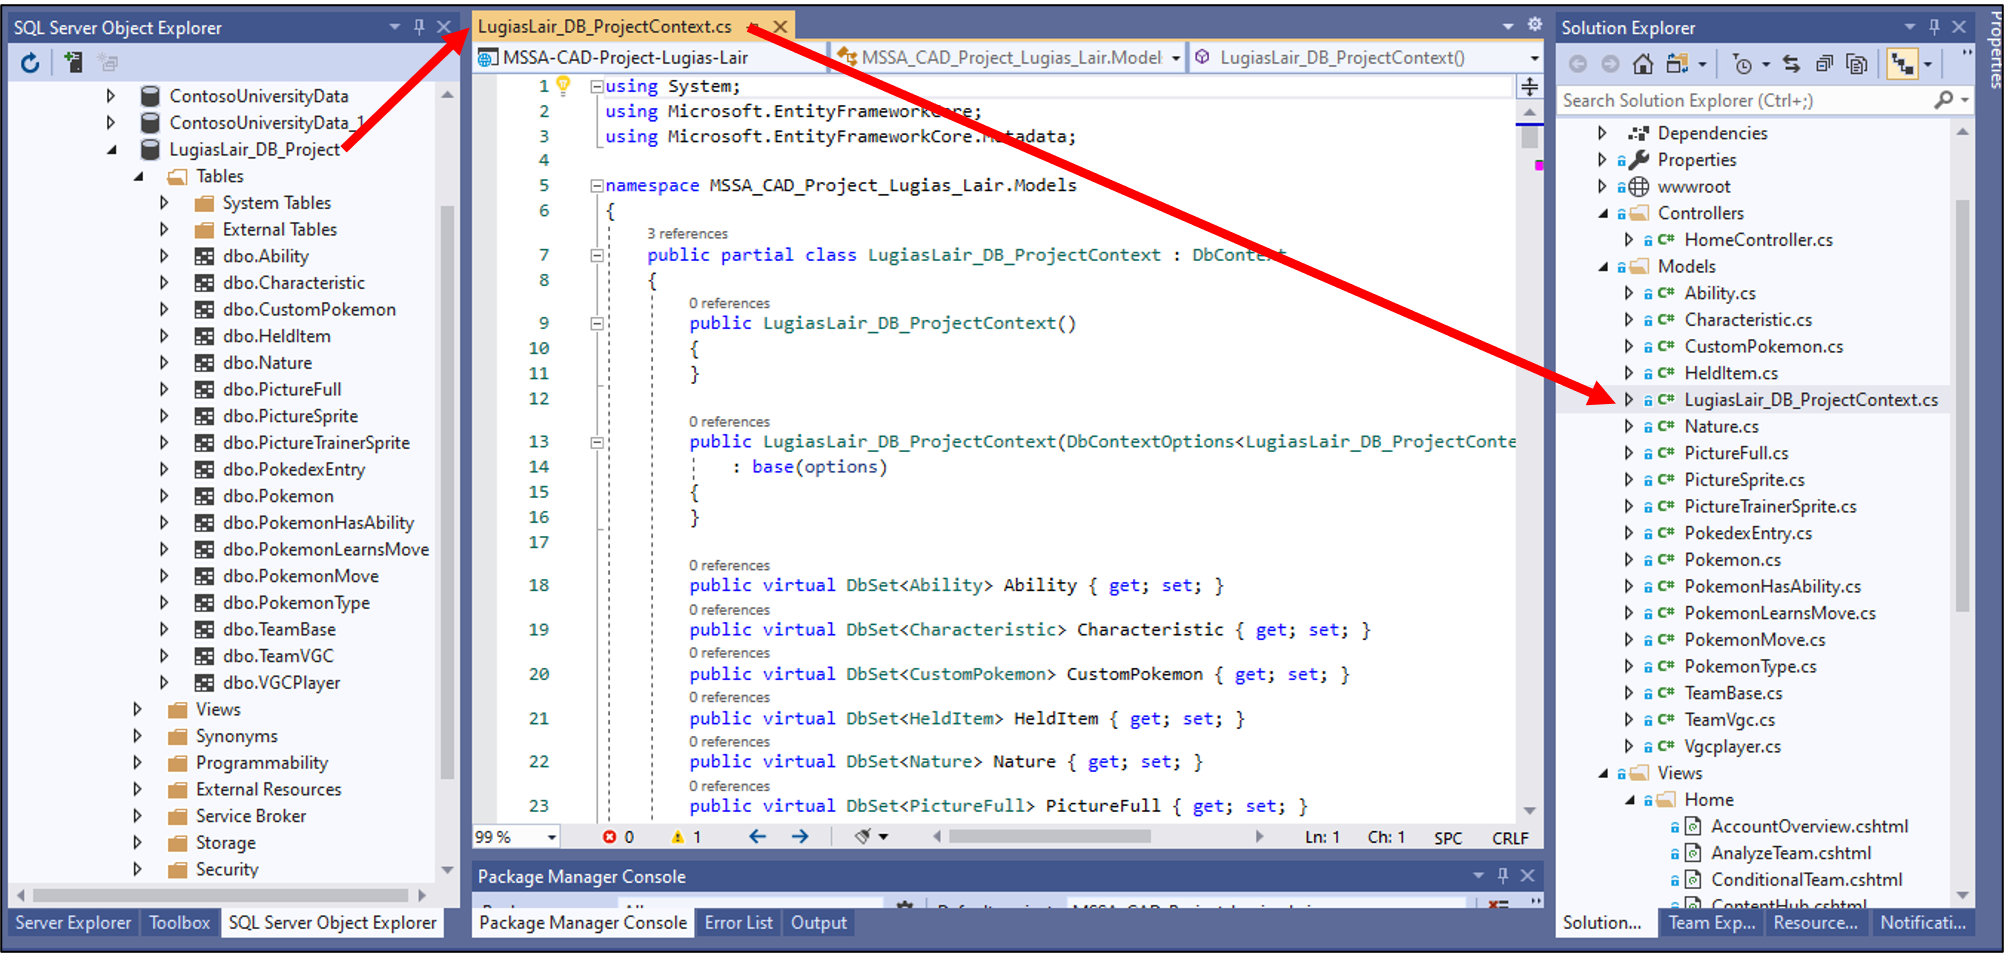 SQL Server Object Explorer
ContosoUniversityData
ContosoUniversityData_1
LugiasLair_DB_Project
Tables
System Tables
External Tables
dbo.Ability
dbo.Characteristic
dbo.CustomPokemon
dbo.HeldItem
dbo.Nature
dbo.PictureFull
dbo.PictureSprite
dbo.PictureTrainerSprite
dbo.PokedexEntry
dbo.Pokemon
dbo.PokemonHasAbility
dbo.PokemonLearnsMove
dbo.PokemonMove
dbo.PokemonType
dbo.TeamBase
dbo.TeamVGC
dbo.VGCPlayer
Views
Synonyms
Programmability
External Resources
Service Broker
Storage
Security
Server Explorer Toolbox SQL Server Object Explorer
LugiasLair_DB_ProjectContext.cs
MSSA-CAD-Project-Lugias-Lair MSSA_CAD_Project_Lugias_Lair.Model: LugiasLair_DB_ProjectContext()
1 using System;
2 using Microsoft.EntityFrameworkCore;
3 using Microsoft.EntityFrameworkCore.Metadata;
4
5 namespace MSSA_CAD_Project_Lugias_Lair.Models
6 {
3 references
7 public partial class LugiasLair_DB_ProjectContext : DbContext
8 {
0 references
9 public LugiasLair_DB_ProjectContext()
10 {
11 }
12
0 references
13 public LugiasLair_DB_ProjectContext(DbContextOptions<LugiasLair_DB_ProjectConte
14 : base(options)
15 {
16 }
17
0 references
18 public virtual DbSet<Ability> Ability { get; set; }
0 references
19 public virtual DbSet<Characteristic> Characteristic { get; set; }
0 references
20 public virtual DbSet<CustomPokemon> CustomPokemon { get; set; }
0 references
21 public virtual DbSet<HeldItem> HeldItem { get; set; }
0 references
22 public virtual DbSet<Nature> Nature { get; set; }
0 references
23 public virtual DbSet<PictureFull> PictureFull { get; set; }
99 % 0 1 Ln: 1 Ch: 1 SPC CRLF
Package Manager Console
Package Manager Console Error List Output
Solution Explorer
Search Solution Explorer (Ctrl+;)
Dependencies
Properties
wwwroot
Controllers
C# HomeController.cs
Models
C# Ability.cs
C# Characteristic.cs
C# CustomPokemon.cs
C# HeldItem.cs
C# LugiasLair_DB_ProjectContext.cs
C# Nature.cs
C# PictureFull.cs
C# PictureSprite.cs
C# PictureTrainerSprite.cs
C# PokedexEntry.cs
C# Pokemon.cs
C# PokemonHasAbility.cs
C# PokemonLearnsMove.cs
C# PokemonMove.cs
C# PokemonType.cs
C# TeamBase.cs
C# TeamVgc.cs
C# Vgcplayer.cs
Views
Home
AccountOverview.cshtml
AnalyzeTeam.cshtml
ConditionalTeam.cshtml
ContentHub.cshtml
Solution... Team Exp... Resource... Notificati...
Properties